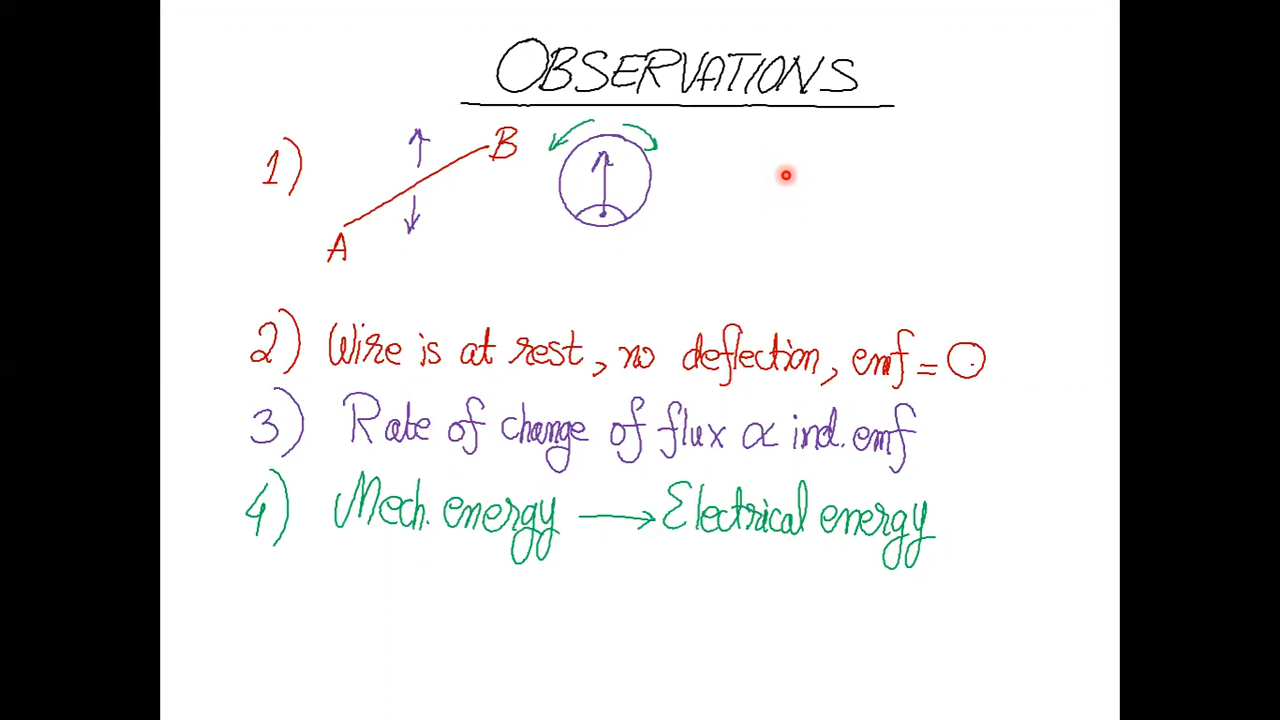 OBSERVATIONS
1) A B
2) Wire is at rest, no deflection, emf = 0
3) Rate of change of flux ∝ ind. emf
4) Mech. energy → Electrical energy